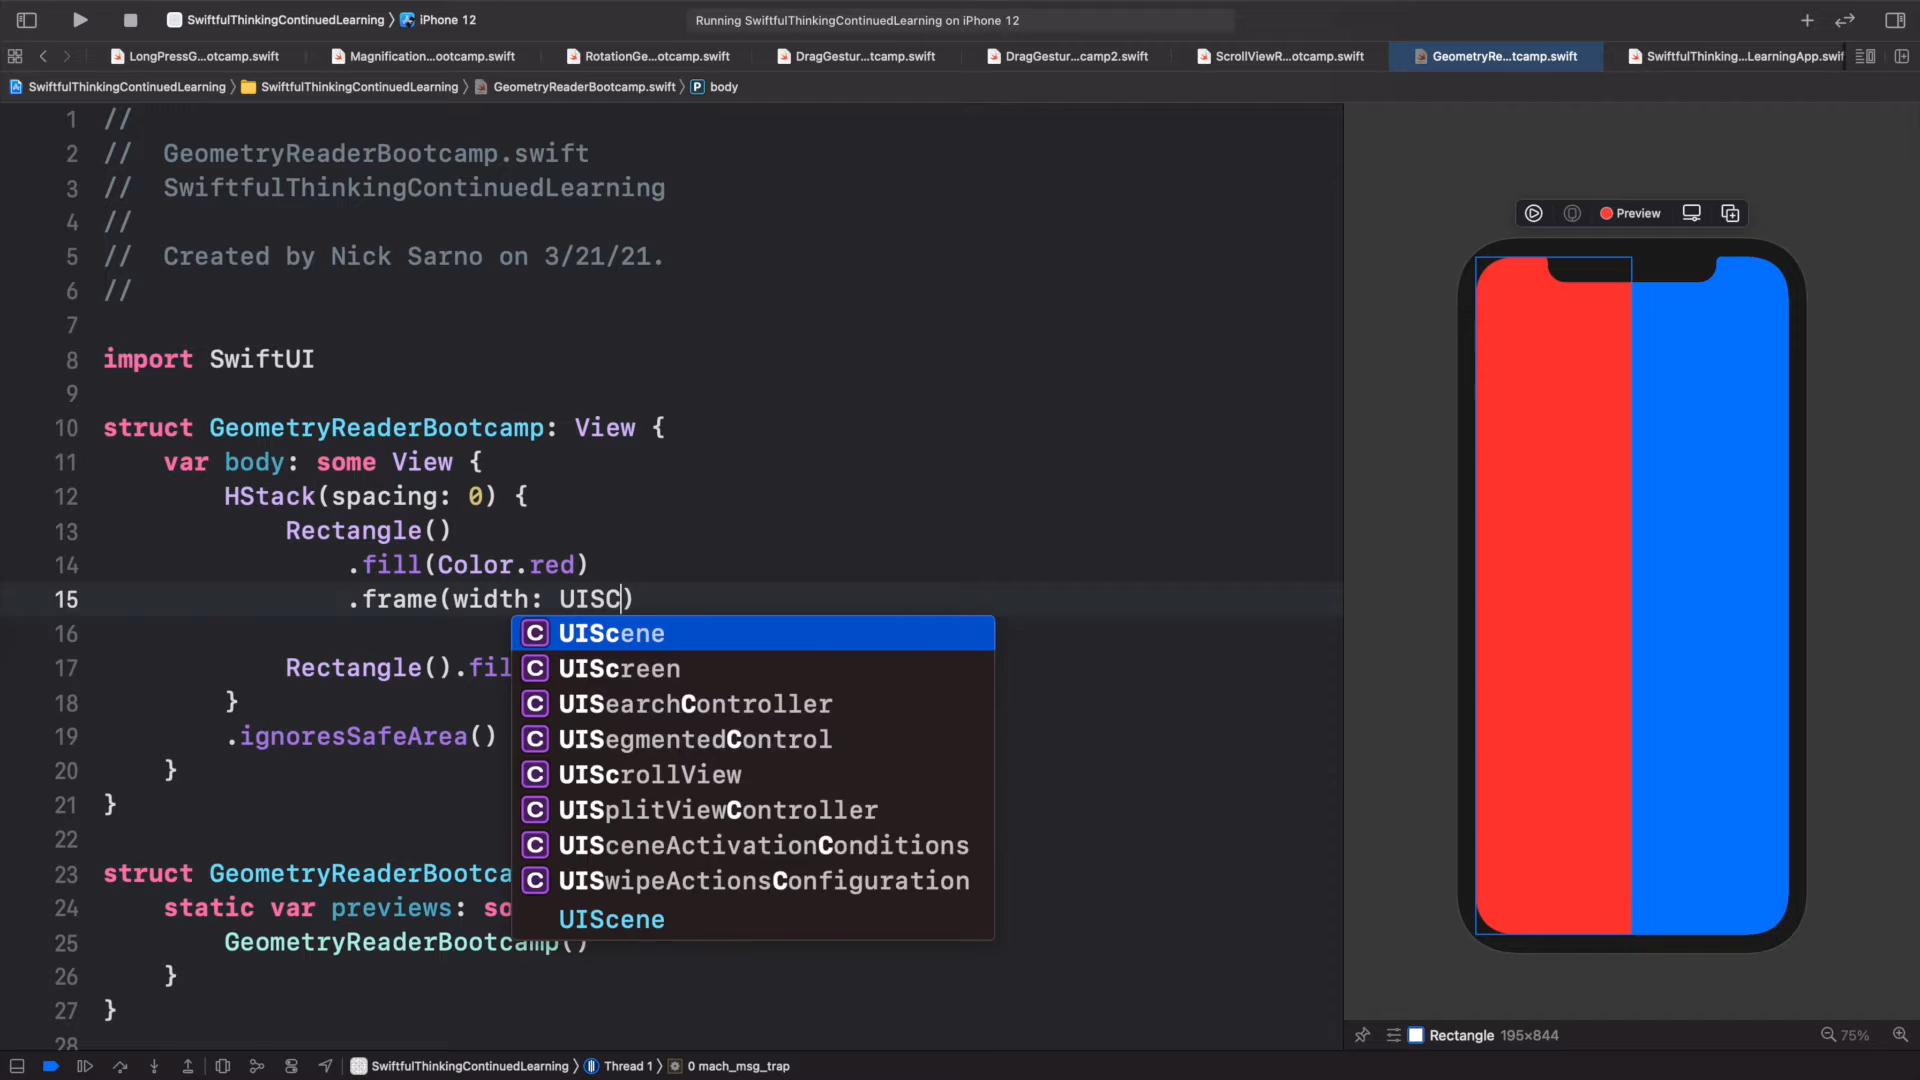 SwiftfulThinkingContinuedLearning 〉 iPhone 12
Running SwiftfulThinkingContinuedLearning on iPhone 12
LongPressG...otcamp.swift
Magnification...ootcamp.swift
RotationGe...otcamp.swift
DragGestur...tcamp.swift
DragGestur...camp2.swift
ScrollViewR...otcamp.swift
GeometryRe...tcamp.swift
SwiftfulThinking...LearningApp.swif
SwiftfulThinkingContinuedLearning 〉 SwiftfulThinkingContinuedLearning 〉 GeometryReaderBootcamp.swift 〉 P body
1 //
2 // GeometryReaderBootcamp.swift
3 // SwiftfulThinkingContinuedLearning
4 //
5 // Created by Nick Sarno on 3/21/21.
6 //
7
8 import SwiftUI
9
10 struct GeometryReaderBootcamp: View {
11 var body: some View {
12 HStack(spacing: 0) {
13 Rectangle()
14 .fill(Color.red)
15 .frame(width: UISC)
16
17 Rectangle().fil
18 }
19 .ignoresSafeArea()
20 }
21 }
22
23 struct GeometryReaderBootca
24 static var previews: so
25 GeometryReaderBootcamp()
26 }
27 }
28
C UIScene
C UIScreen
C UISearchController
C UISegmentedControl
C UIScrollView
C UISplitViewController
C UISceneActivationConditions
C UISwipeActionsConfiguration
UIScene
Preview
Rectangle 195×844
75%
SwiftfulThinkingContinuedLearning 〉 Thread 1 〉 0 mach_msg_trap